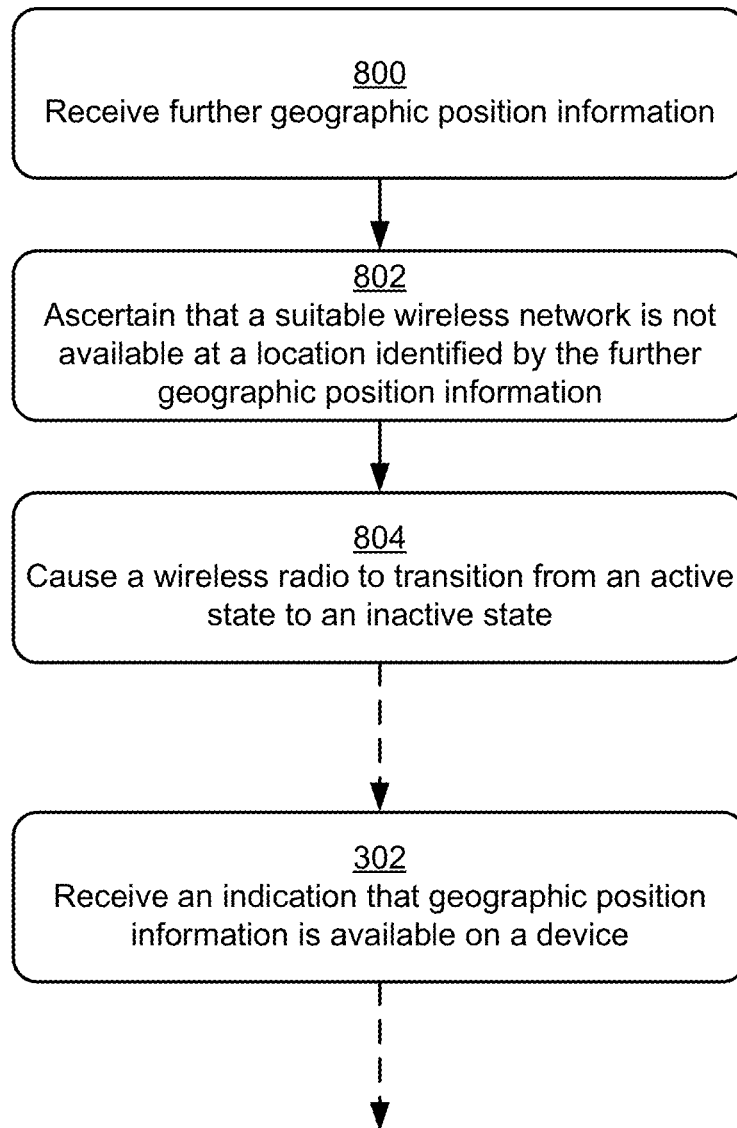 800
Receive further geographic position information
802
Ascertain that a suitable wireless network is not
available at a location identified by the further
geographic position information
804
Cause a wireless radio to transition from an active
state to an inactive state
302
Receive an indication that geographic position
information is available on a device